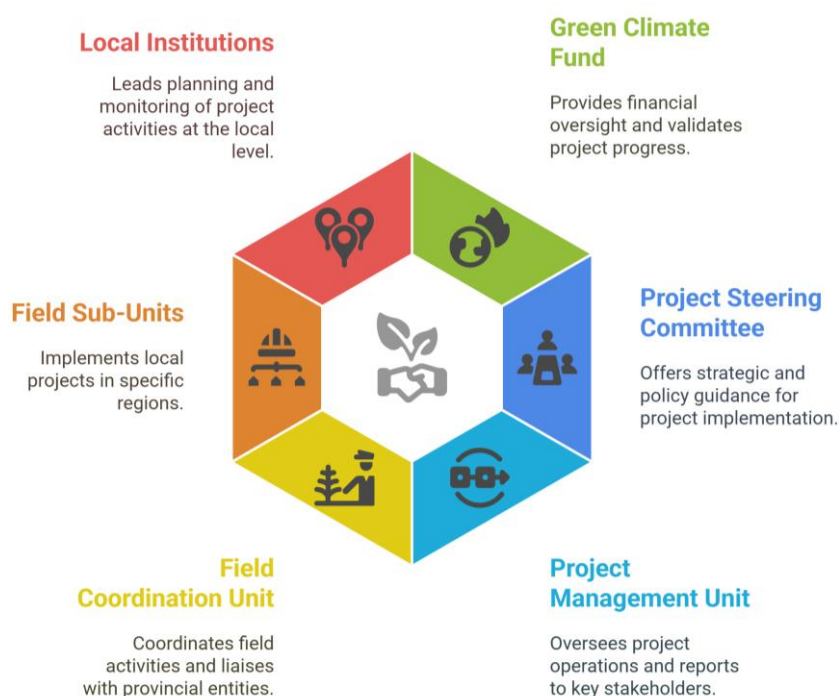 Local Institutions
Leads planning and
monitoring of project
activities at the local
level.
Green Climate
Fund
Provides financial
oversight and validates
project progress.
Field Sub-Units
Implements local
projects in specific
regions.
Project Steering
Committee
Offers strategic and
policy guidance for
project implementation.
Field
Coordination Unit
Coordinates field
activities and liaises
with provincial entities.
Project
Management Unit
Oversees project
operations and reports
to key stakeholders.